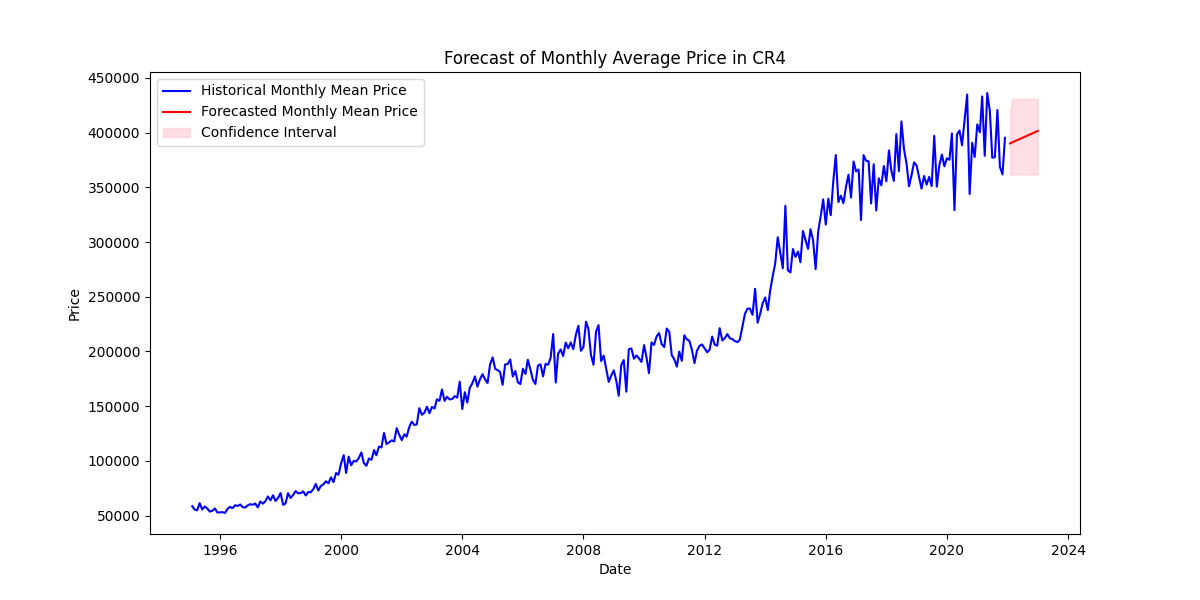 Forecast of Monthly Average Price in CR4
Historical Monthly Mean Price
Forecasted Monthly Mean Price
Confidence Interval
Price
450000
400000
350000
300000
250000
200000
150000
100000
50000
1996 2000 2004 2008 2012 2016 2020 2024
Date